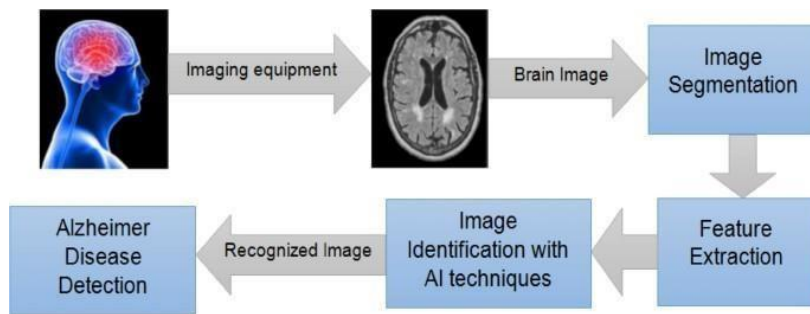 Imaging equipment
Brain Image
Image
Segmentation
Feature
Extraction
Image
Identification with
AI techniques
Recognized Image
Alzheimer
Disease
Detection